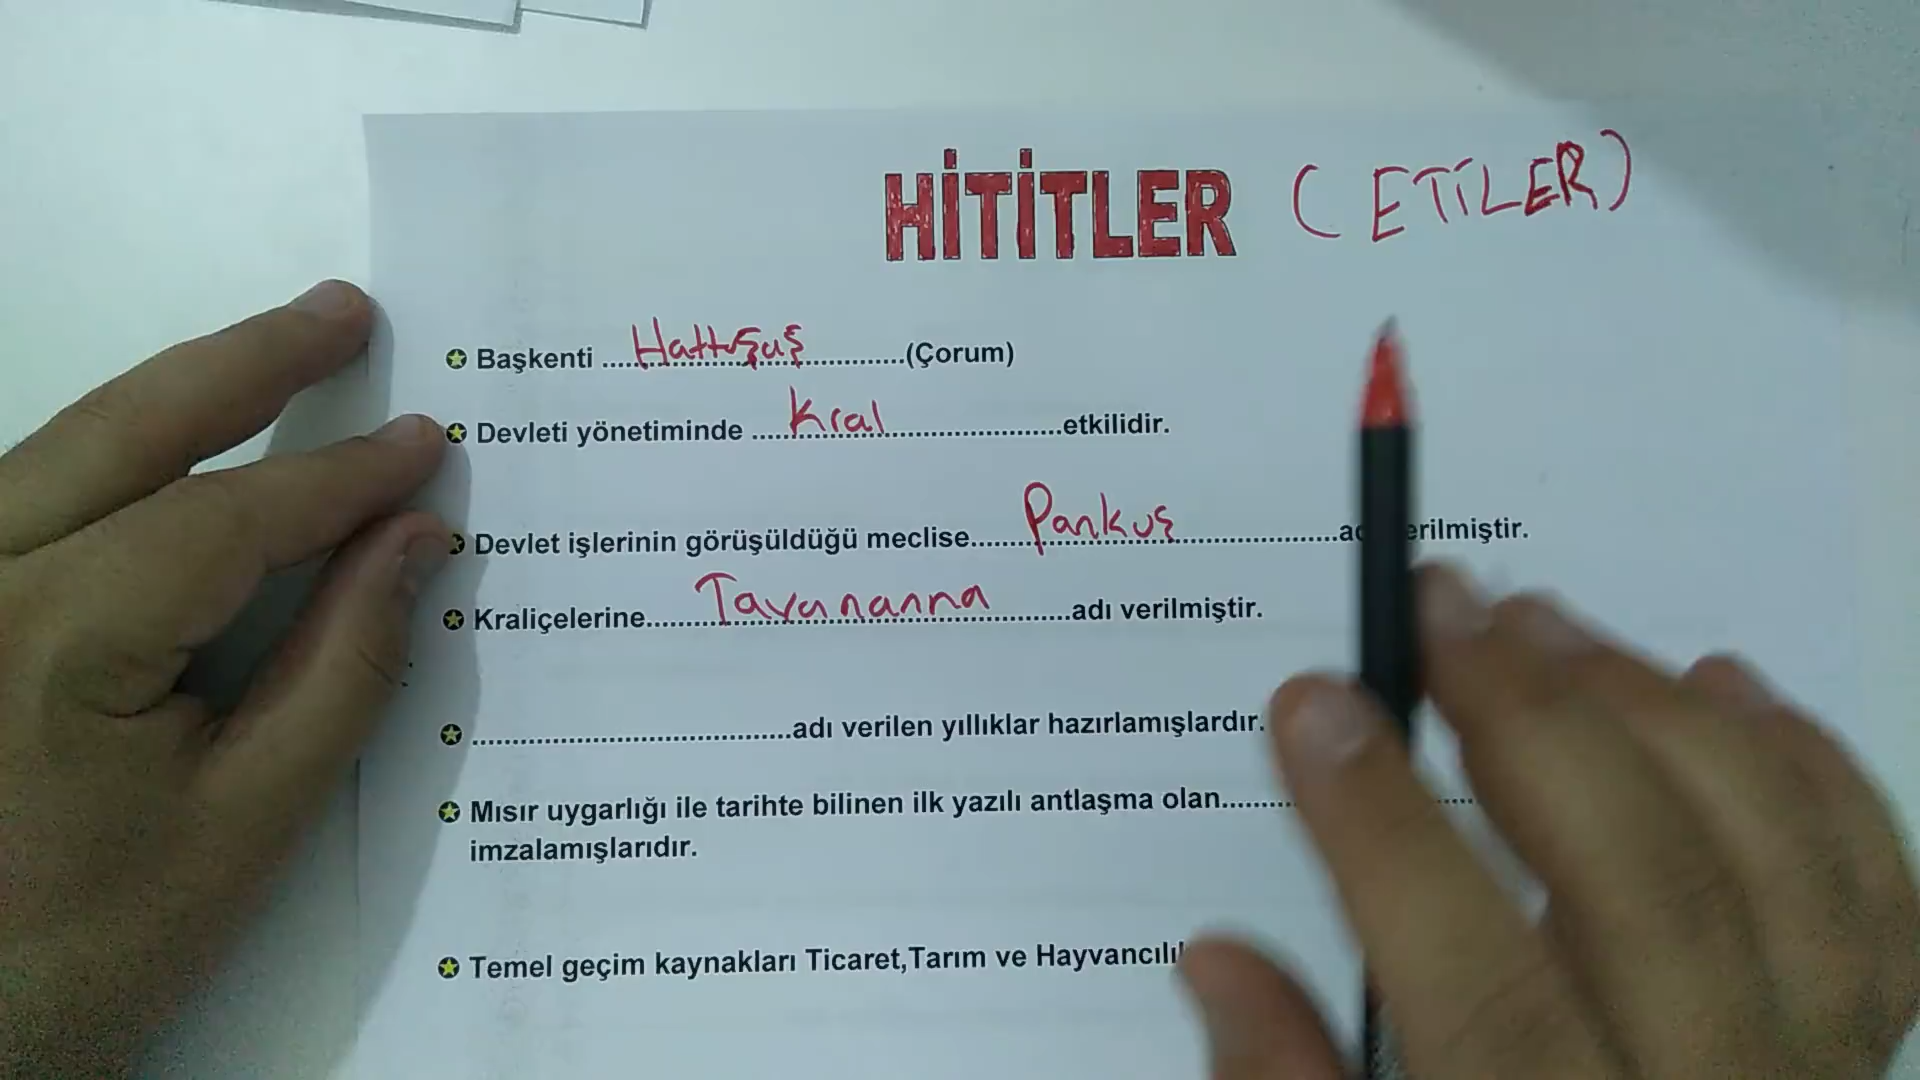 HİTİTLER (ETİLER)
Başkenti ....Hattuşaş.............(Çorum)
Devleti yönetiminde .....Kral......................etkilidir.
Devlet işlerinin görüşüldüğü meclise.......Pankuş.....................erilmiştir.
Kraliçelerine.........Tavananna..........adı verilmiştir.
........................................adı verilen yıllıklar hazırlamışlardır.
Mısır uygarlığı ile tarihte bilinen ilk yazılı antlaşma olan..............
imzalamışlarıdır.
Temel geçim kaynakları Ticaret,Tarım ve